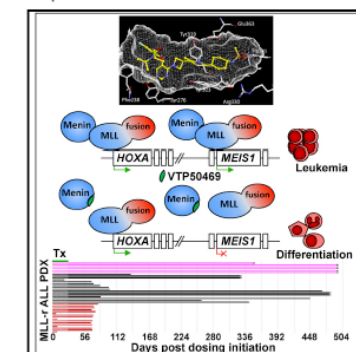 Glu363
Tyr319
Phe238
Tyr276
Arg330
Menin
MLL
fusion
Menin
MLL
fusion
HOXA
MEIS1
VTP50469
Leukemia
Menin
MLL
fusion
Menin
MLL
fusion
HOXA
MEIS1
Differentiation
Tx
MLL-r ALL PDX
0 56 112 168 224 280 336 392 448 504
Days post dosing initiation